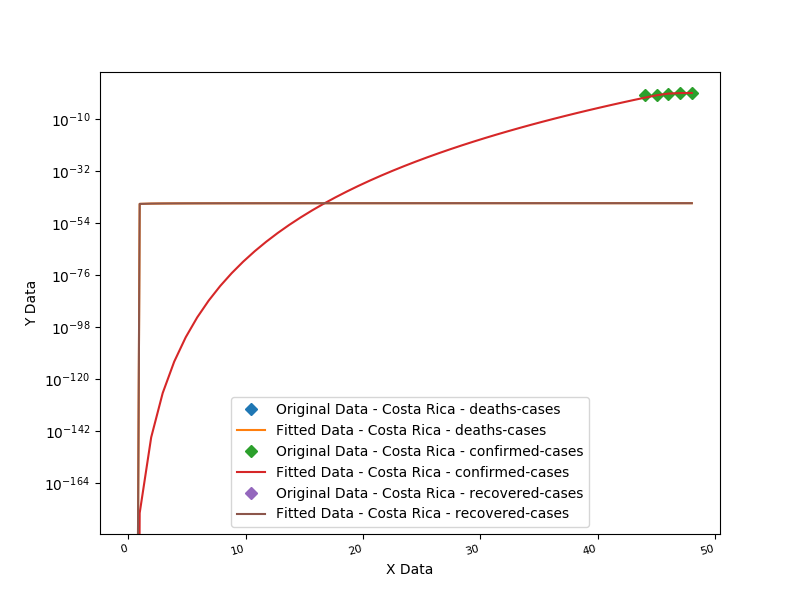 10^-10
10^-32
10^-54
10^-76
10^-98
10^-120
10^-142
10^-164
Y Data
Original Data - Costa Rica - deaths-cases
Fitted Data - Costa Rica - deaths-cases
Original Data - Costa Rica - confirmed-cases
Fitted Data - Costa Rica - confirmed-cases
Original Data - Costa Rica - recovered-cases
Fitted Data - Costa Rica - recovered-cases
0 10 20 30 40 50
X Data